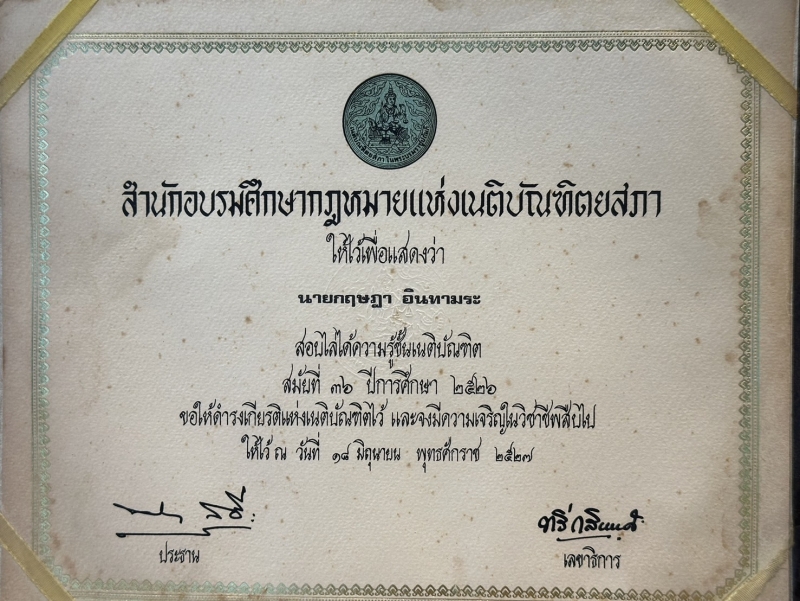 สำนักอบรมศึกษากฎหมายแห่งเนติบัณฑิตยสภา
ให้ไว้เพื่อแสดงว่า
นายกฤษฎา อินทามระ
สอบไล่ได้ความรู้ชั้นเนติบัณฑิต
สมัยที่ ๓๖ ปีการศึกษา ๒๕๒๖
ขอให้ดำรงเกียรติแห่งเนติบัณฑิตไว้ และจงมีความเจริญในวิชาชีพสืบไป
ให้ไว้ ณ วันที่ ๑๘ มิถุนายน พุทธศักราช ๒๕๒๗
ประธาน
เลขาธิการ